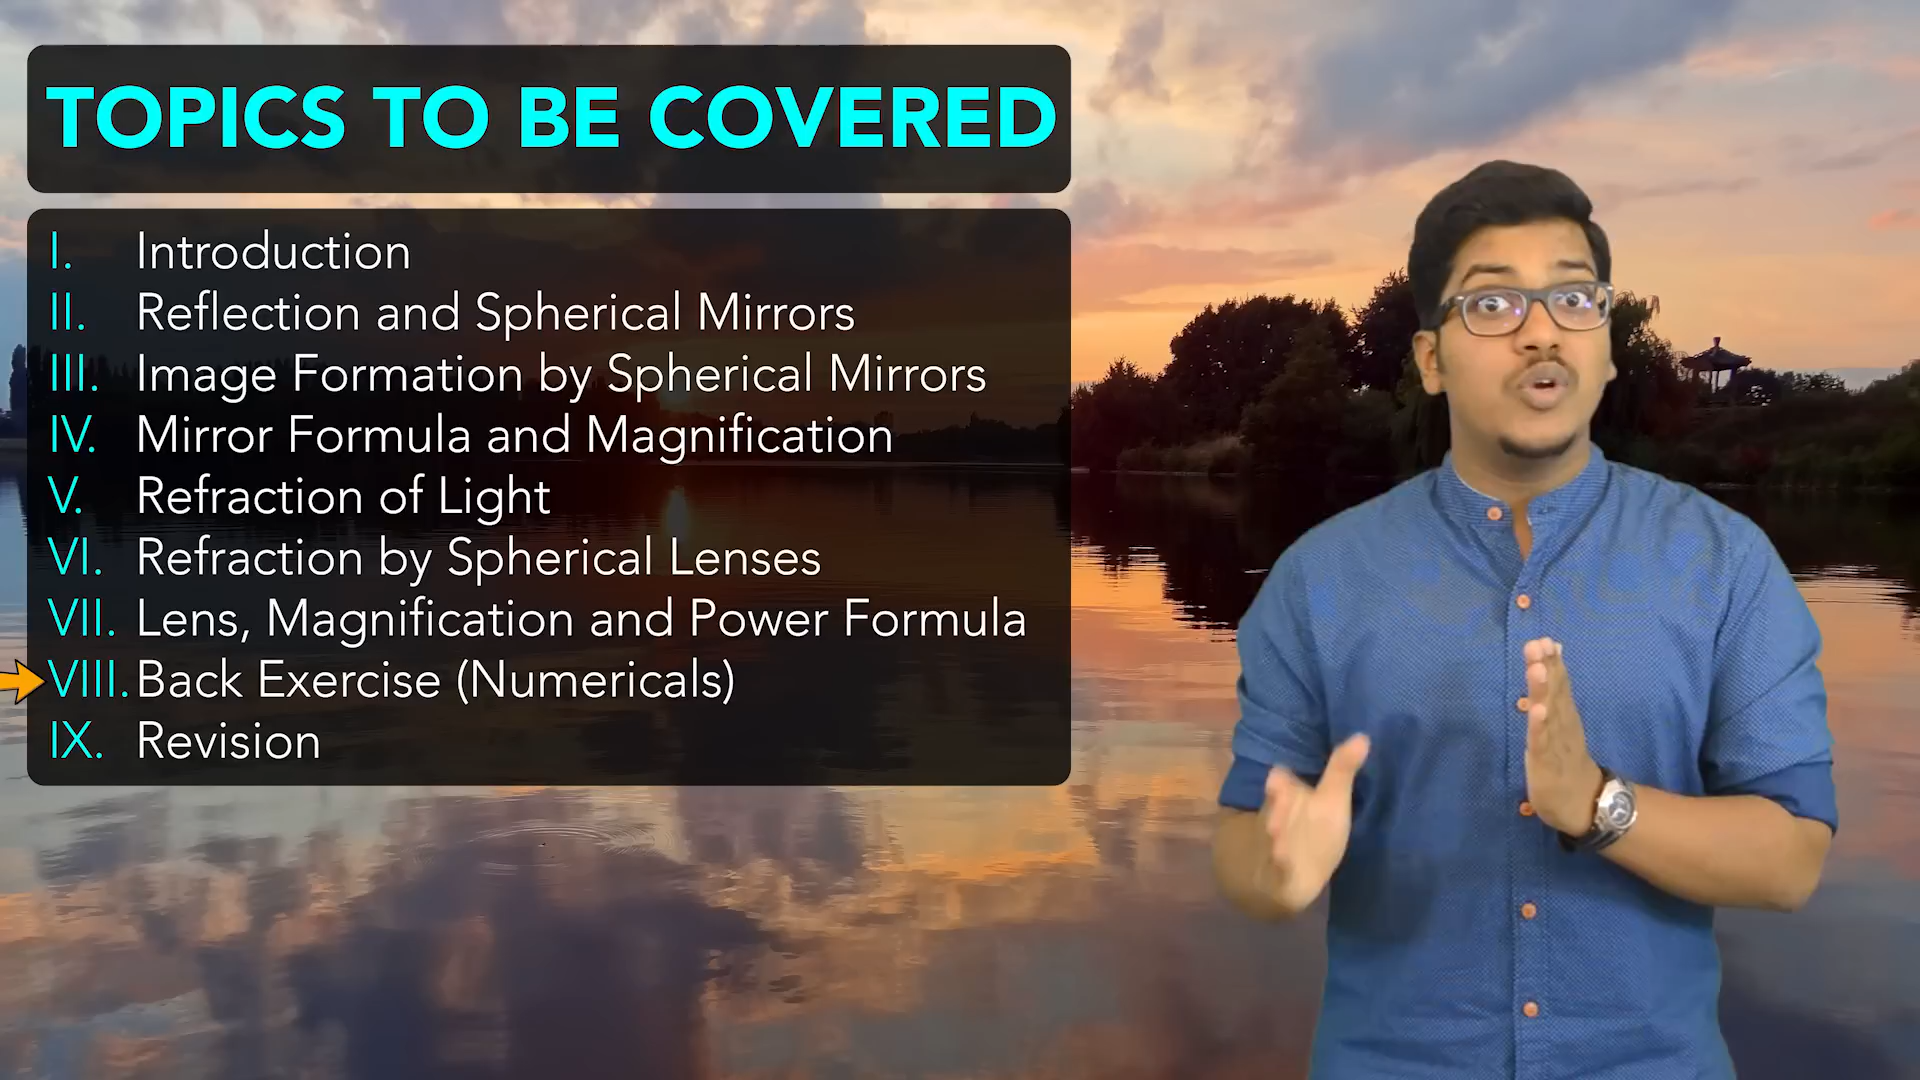 TOPICS TO BE COVERED
I. Introduction
II. Reflection and Spherical Mirrors
III. Image Formation by Spherical Mirrors
IV. Mirror Formula and Magnification
V. Refraction of Light
VI. Refraction by Spherical Lenses
VII. Lens, Magnification and Power Formula
VIII. Back Exercise (Numericals)
IX. Revision